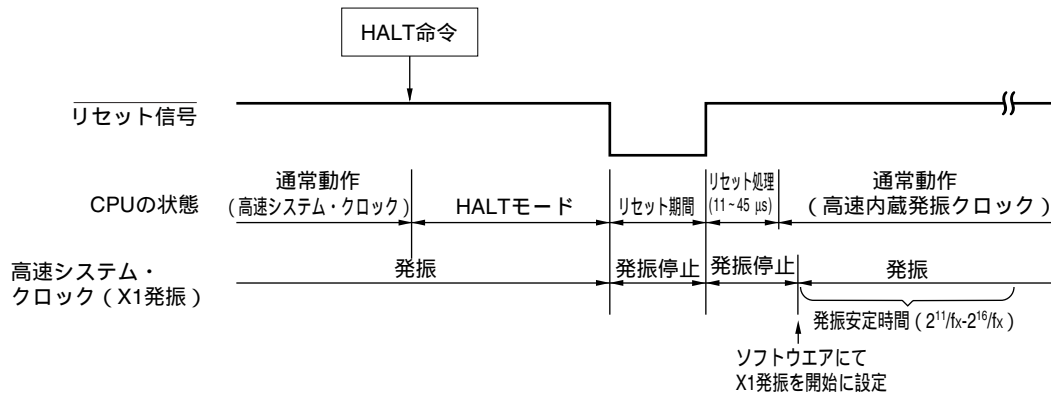 HALT命令
リセット信号
CPUの状態
通常動作
(高速システム・クロック)
HALTモード
リセット期間
リセット処理
(11~45 μs)
通常動作
(高速内蔵発振クロック)
高速システム・
クロック(X1発振)
発振
発振停止
発振停止
発振
発振安定時間(2¹¹/fx-2¹⁶/fx)
ソフトウエアにて
X1発振を開始に設定